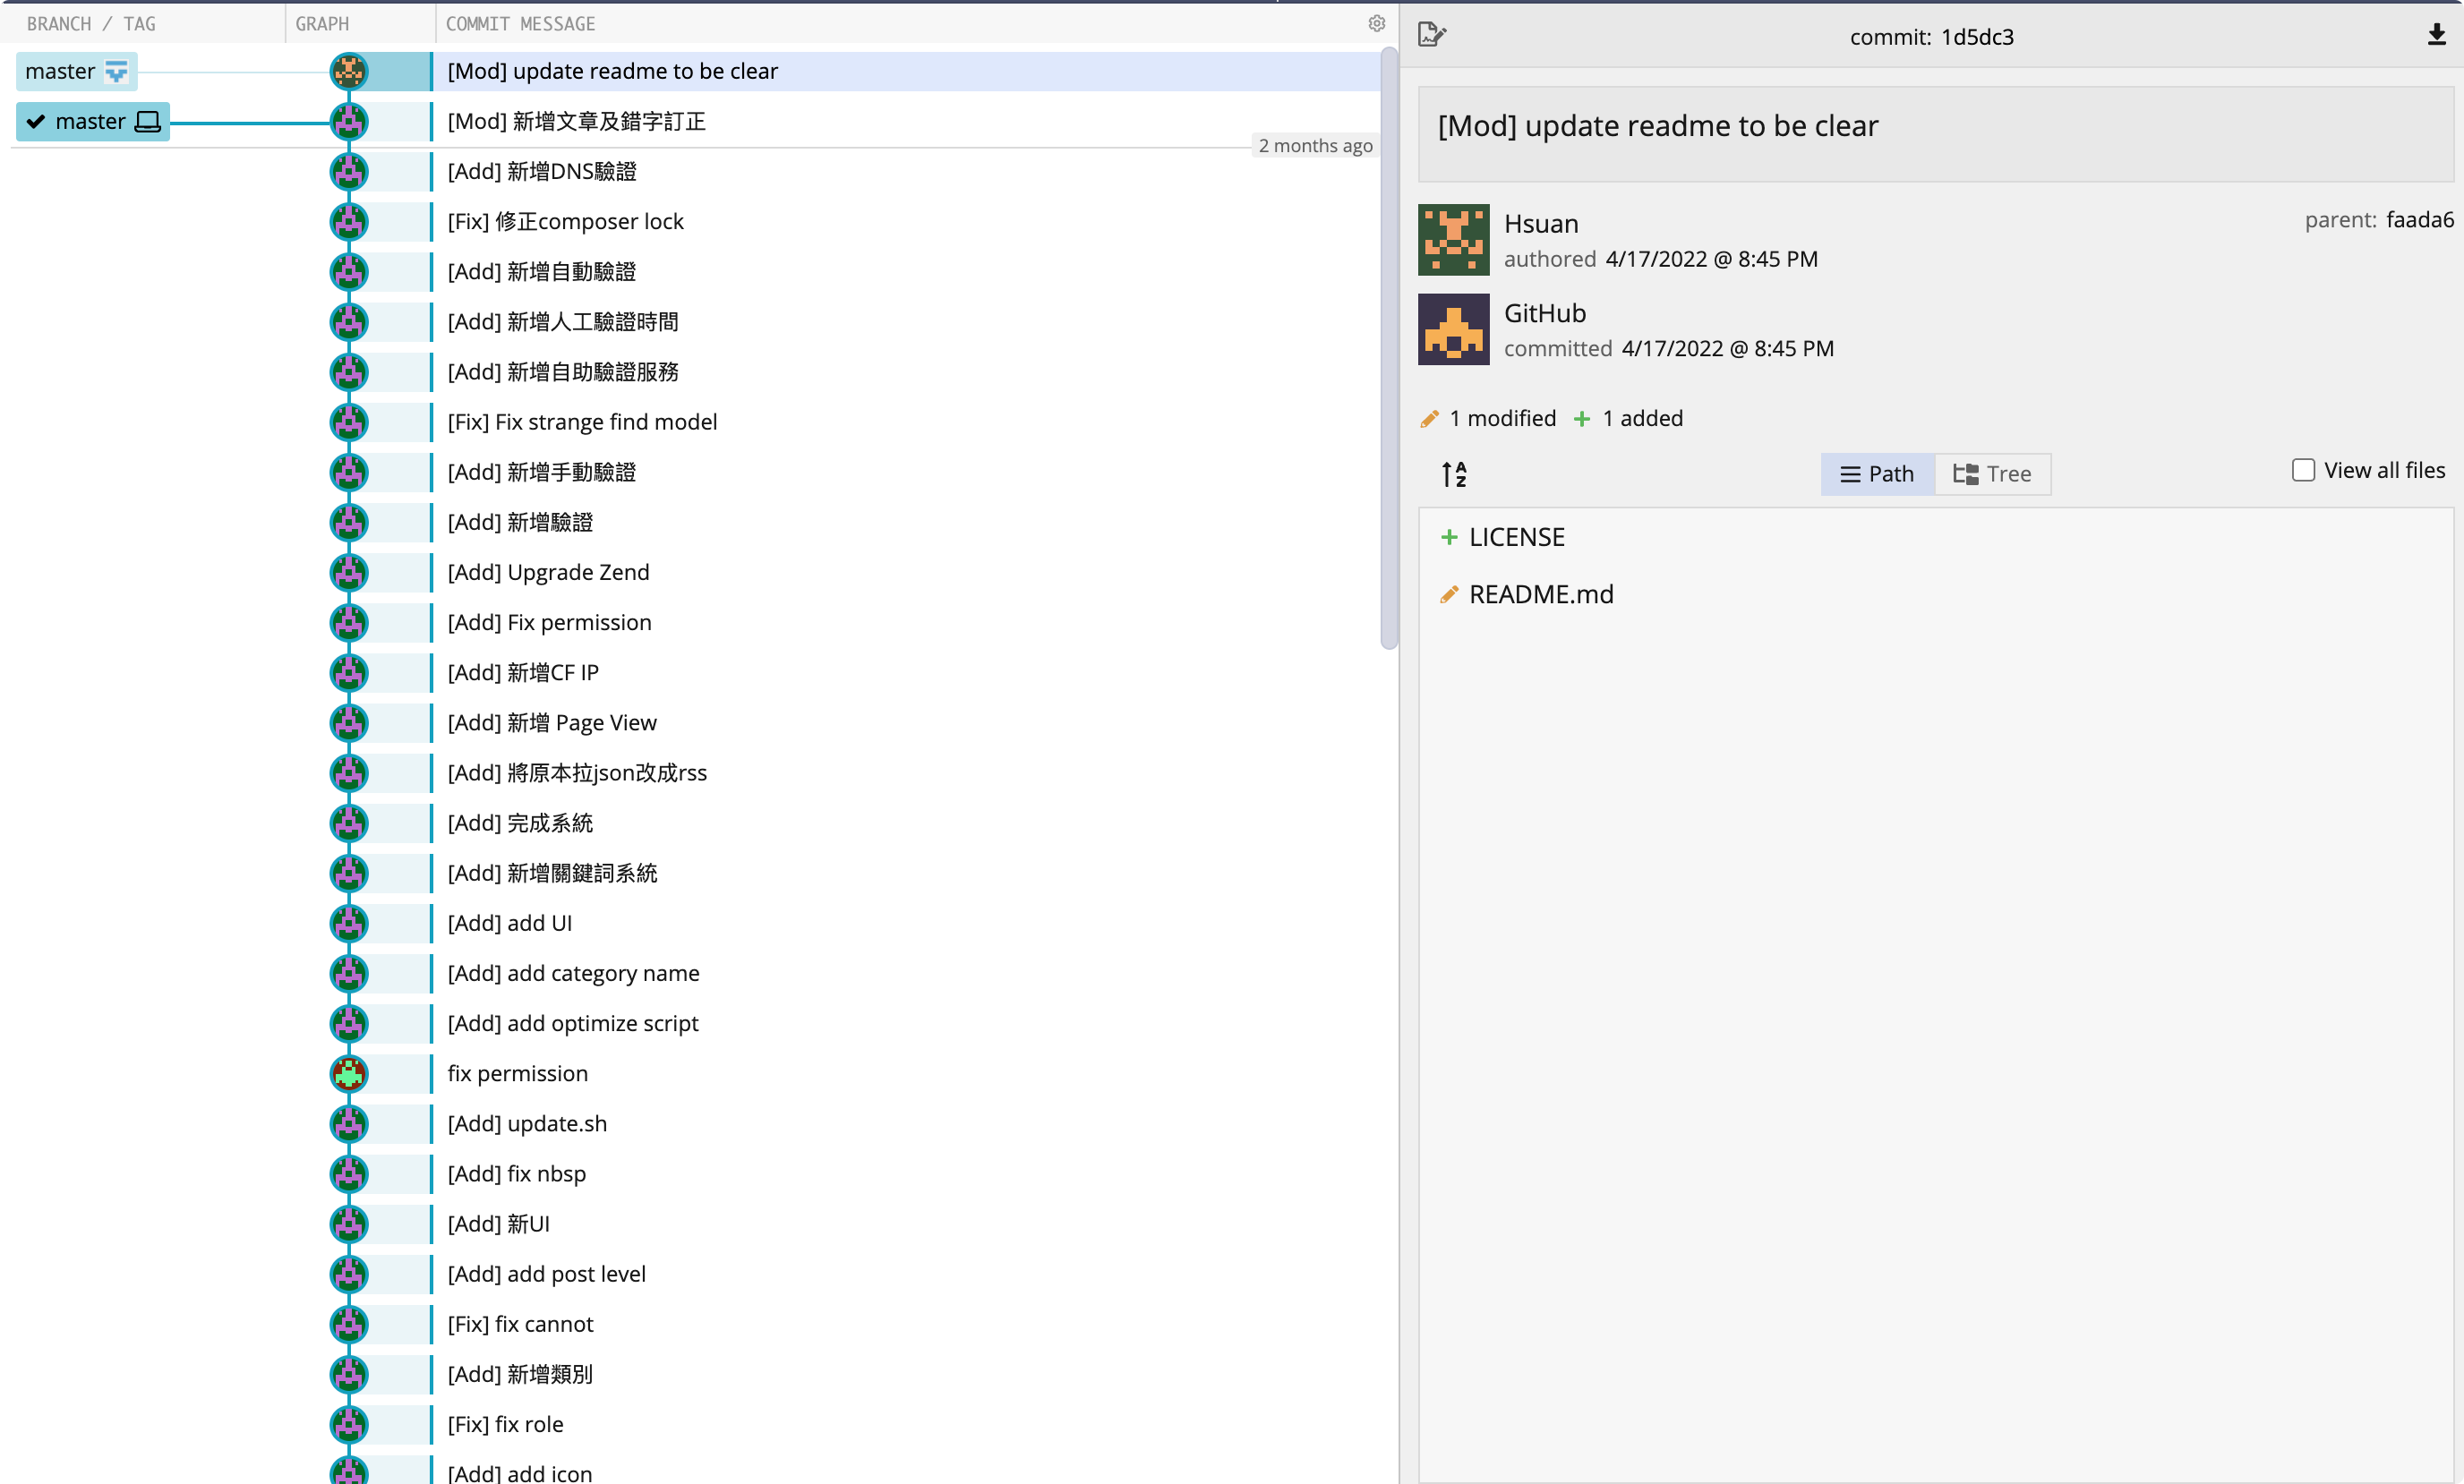 BRANCH / TAG GRAPH COMMIT MESSAGE
master [Mod] update readme to be clear
master [Mod] 新增文章及錯字訂正
2 months ago
[Add] 新增DNS驗證
[Fix] 修正composer lock
[Add] 新增自動驗證
[Add] 新增人工驗證時間
[Add] 新增自助驗證服務
[Fix] Fix strange find model
[Add] 新增手動驗證
[Add] 新增驗證
[Add] Upgrade Zend
[Add] Fix permission
[Add] 新增CF IP
[Add] 新增 Page View
[Add] 將原本拉json改成rss
[Add] 完成系統
[Add] 新增關鍵詞系統
[Add] add UI
[Add] add category name
[Add] add optimize script
fix permission
[Add] update.sh
[Add] fix nbsp
[Add] 新UI
[Add] add post level
[Fix] fix cannot
[Add] 新增類別
[Fix] fix role
[Add] add icon
commit: 1d5dc3
[Mod] update readme to be clear
Hsuan parent: faada6
authored 4/17/2022 @ 8:45 PM
GitHub
committed 4/17/2022 @ 8:45 PM
1 modified + 1 added
A Z Path Tree View all files
+ LICENSE
README.md